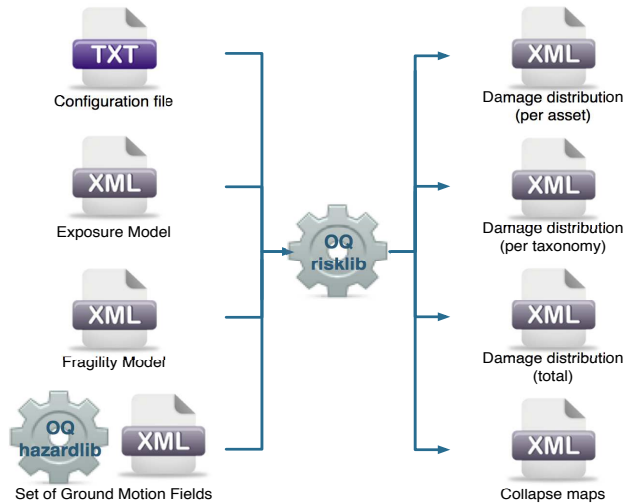 TXT
Configuration file
XML
Exposure Model
XML
Fragility Model
OQ
hazardlib
XML
Set of Ground Motion Fields
OQ
risklib
XML
Damage distribution
(per asset)
XML
Damage distribution
(per taxonomy)
XML
Damage distribution
(total)
XML
Collapse maps